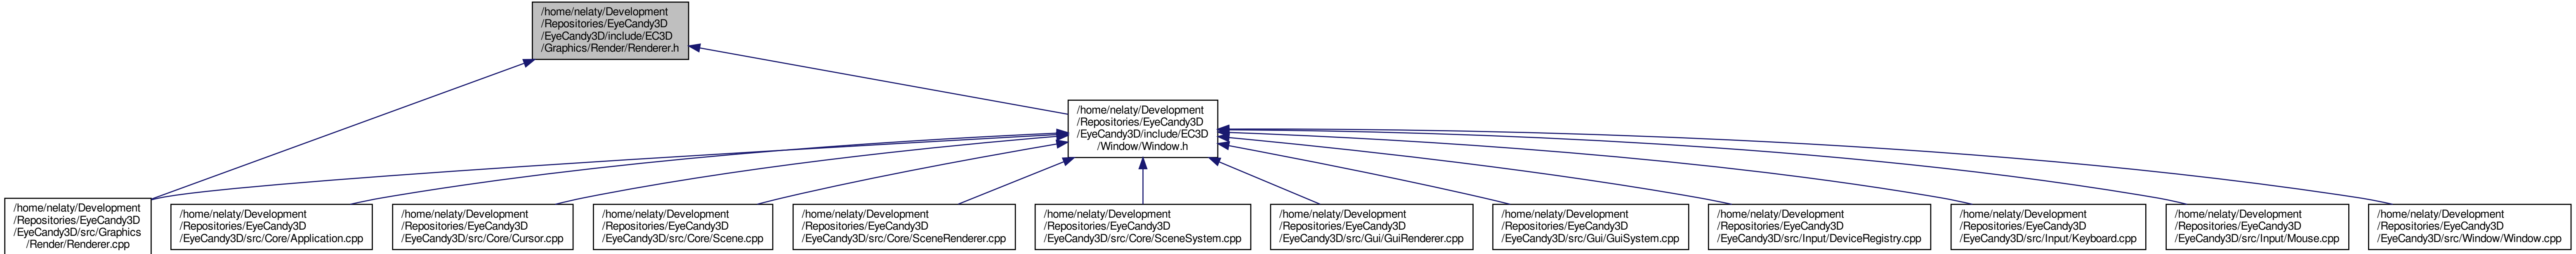 /home/nelaty/Development
/Repositories/EyeCandy3D
/EyeCandy3D/include/EC3D
/Graphics/Render/Renderer.h
/home/nelaty/Development
/Repositories/EyeCandy3D
/EyeCandy3D/include/EC3D
/Window/Window.h
/home/nelaty/Development
/Repositories/EyeCandy3D
/EyeCandy3D/src/Graphics
/Render/Renderer.cpp
/home/nelaty/Development
/Repositories/EyeCandy3D
/EyeCandy3D/src/Core/Application.cpp
/home/nelaty/Development
/Repositories/EyeCandy3D
/EyeCandy3D/src/Core/Cursor.cpp
/home/nelaty/Development
/Repositories/EyeCandy3D
/EyeCandy3D/src/Core/Scene.cpp
/home/nelaty/Development
/Repositories/EyeCandy3D
/EyeCandy3D/src/Core/SceneRenderer.cpp
/home/nelaty/Development
/Repositories/EyeCandy3D
/EyeCandy3D/src/Core/SceneSystem.cpp
/home/nelaty/Development
/Repositories/EyeCandy3D
/EyeCandy3D/src/Gui/GuiRenderer.cpp
/home/nelaty/Development
/Repositories/EyeCandy3D
/EyeCandy3D/src/Gui/GuiSystem.cpp
/home/nelaty/Development
/Repositories/EyeCandy3D
/EyeCandy3D/src/Input/DeviceRegistry.cpp
/home/nelaty/Development
/Repositories/EyeCandy3D
/EyeCandy3D/src/Input/Keyboard.cpp
/home/nelaty/Development
/Repositories/EyeCandy3D
/EyeCandy3D/src/Input/Mouse.cpp
/home/nelaty/Development
/Repositories/EyeCandy3D
/EyeCandy3D/src/Window/Window.cpp